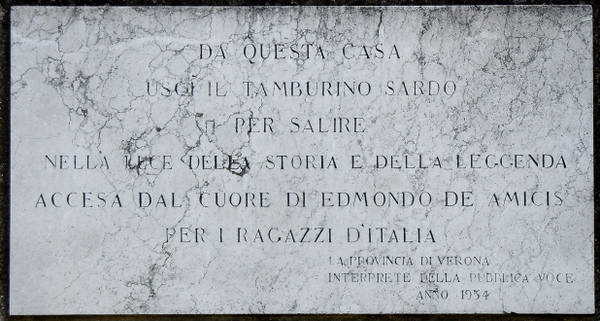 DA QUESTA CASA
USCÌ IL TAMBURINO SARDO
PER SALIRE
NELLA LUCE DELLA STORIA E DELLA LEGGENDA
ACCESA DAL CUORE DI EDMONDO DE AMICIS
PER I RAGAZZI D'ITALIA
LA PROVINCIA DI VERONA
INTERPRETE DELLA PUBBLICA VOCE
ANNO 1954